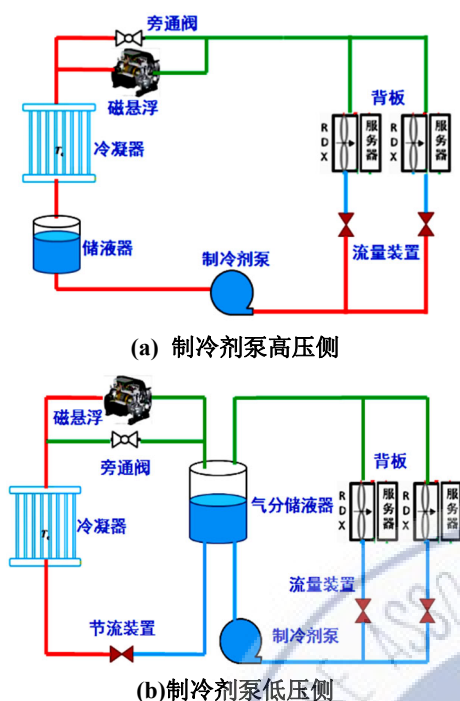 旁通阀
磁悬浮
背板
冷凝器
RDX
服务器
RDX
服务器
储液器
制冷剂泵
流量装置
(a) 制冷剂泵高压侧
磁悬浮
旁通阀
背板
气分储液器
冷凝器
RDX
服务器
RDX
服务器
流量装置
节流装置
制冷剂泵
(b)制冷剂泵低压侧